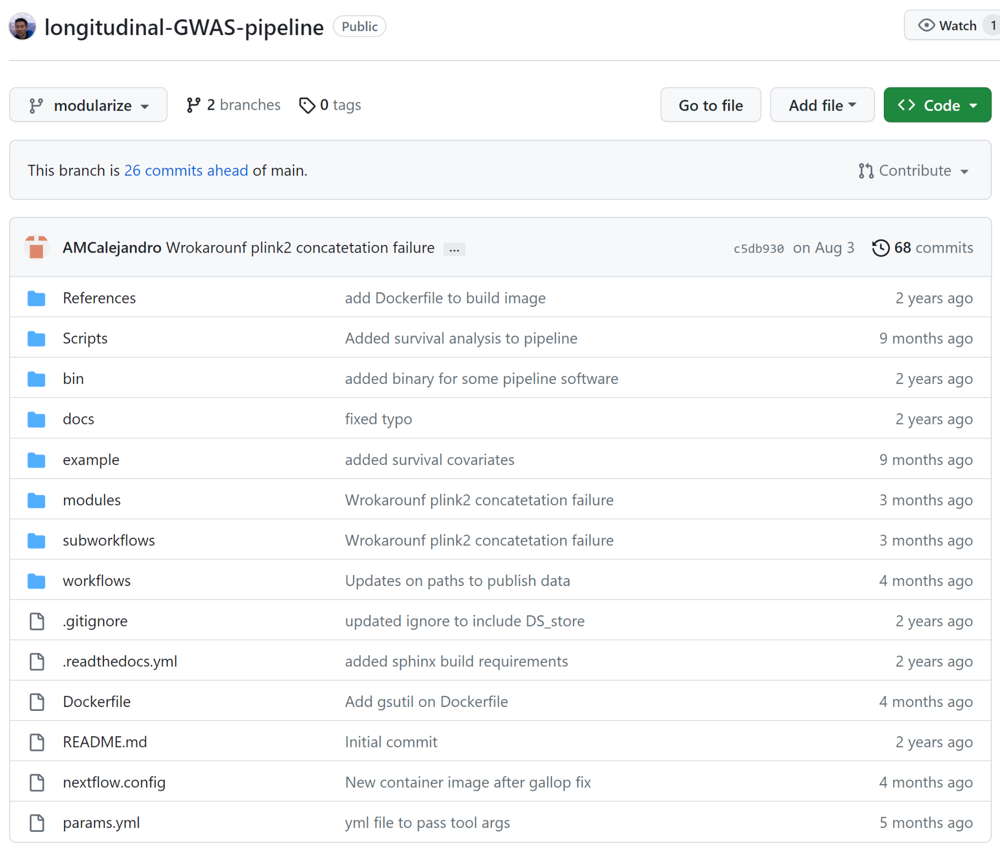 longitudinal-GWAS-pipeline Public Watch 1
modularize 2 branches 0 tags Go to file Add file Code
This branch is 26 commits ahead of main. Contribute
AMCalejandro Wrokarounf plink2 concatetation failure ... c5db930 on Aug 3 68 commits
References add Dockerfile to build image 2 years ago
Scripts Added survival analysis to pipeline 9 months ago
bin added binary for some pipeline software 2 years ago
docs fixed typo 2 years ago
example added survival covariates 9 months ago
modules Wrokarounf plink2 concatetation failure 3 months ago
subworkflows Wrokarounf plink2 concatetation failure 3 months ago
workflows Updates on paths to publish data 4 months ago
.gitignore updated ignore to include DS_store 2 years ago
.readthedocs.yml added sphinx build requirements 2 years ago
Dockerfile Add gsutil on Dockerfile 4 months ago
README.md Initial commit 2 years ago
nextflow.config New container image after gallop fix 4 months ago
params.yml yml file to pass tool args 5 months ago